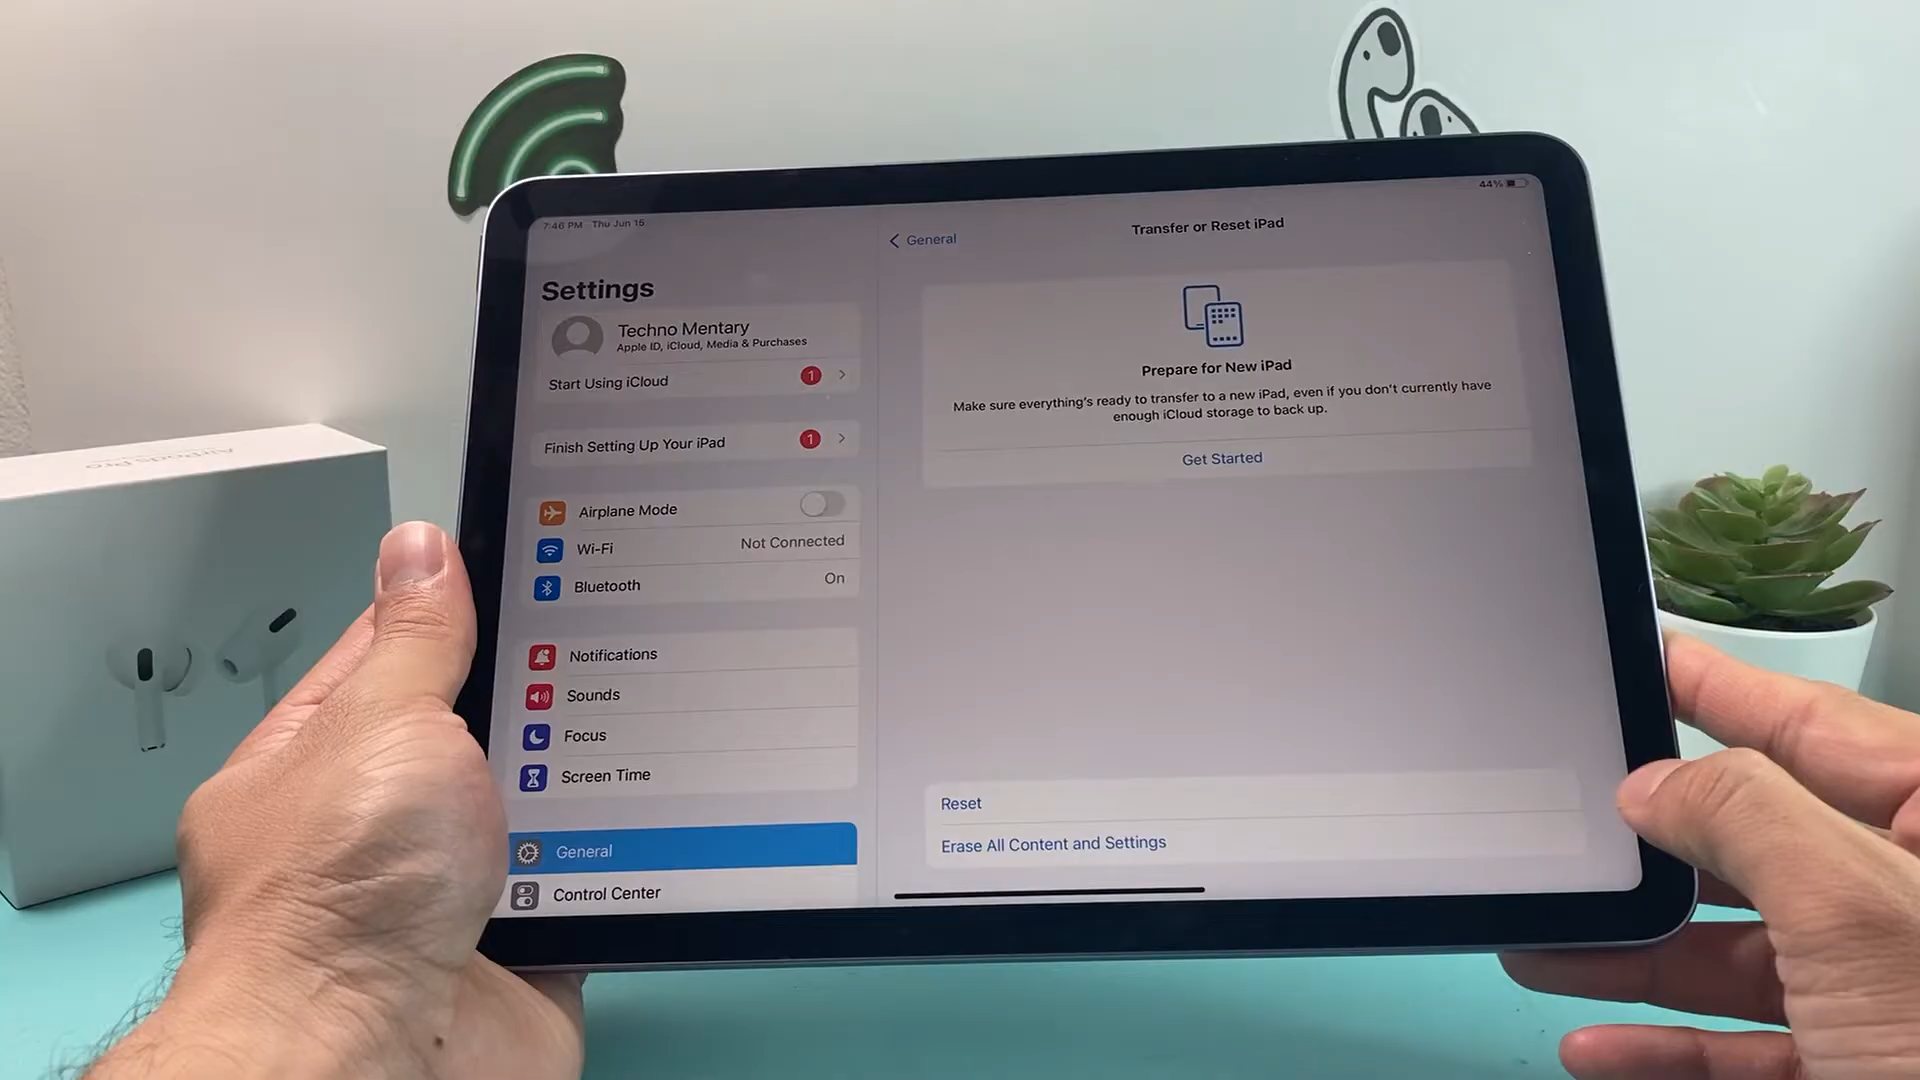 7:46 PM Thu Jun 15
44%
Settings
Techno Mentary
Apple ID, iCloud, Media & Purchases
Start Using iCloud 1
Finish Setting Up Your iPad 1
Airplane Mode
Wi-Fi Not Connected
Bluetooth On
Notifications
Sounds
Focus
Screen Time
General
Control Center
General
Transfer or Reset iPad
Prepare for New iPad
Make sure everything's ready to transfer to a new iPad, even if you don't currently have
enough iCloud storage to back up.
Get Started
Reset
Erase All Content and Settings
AirPods Pro